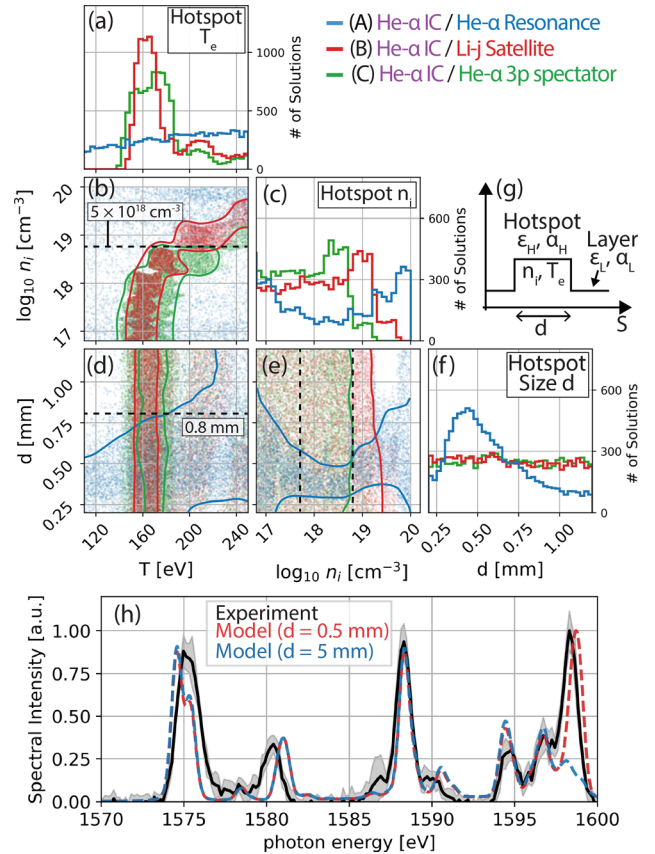 (a)
Hotspot
Tₑ
1000
500
0
# of Solutions
(A) He-α IC / He-α Resonance
(B) He-α IC / Li-j Satellite
(C) He-α IC / He-α 3p spectator
(b)
5 × 10¹⁸ cm⁻³
20
19
18
17
log₁₀ nᵢ [cm⁻³]
(c)
Hotspot nᵢ
600
300
0
# of Solutions
(g)
Hotspot
εH, αH
nᵢ, Tₑ
Layer
εL, αL
d
S
(d)
0.8 mm
1.00
0.75
0.50
0.25
d [mm]
120
160
200
240
T [eV]
(e)
17
18
19
20
log₁₀ nᵢ [cm⁻³]
(f)
Hotspot
Size d
600
300
0
# of Solutions
0.25
0.50
0.75
1.00
d [mm]
(h)
Experiment
Model (d = 0.5 mm)
Model (d = 5 mm)
1.00
0.75
0.50
0.25
0.00
Spectral Intensity [a.u.]
1570
1575
1580
1585
1590
1595
1600
photon energy [eV]